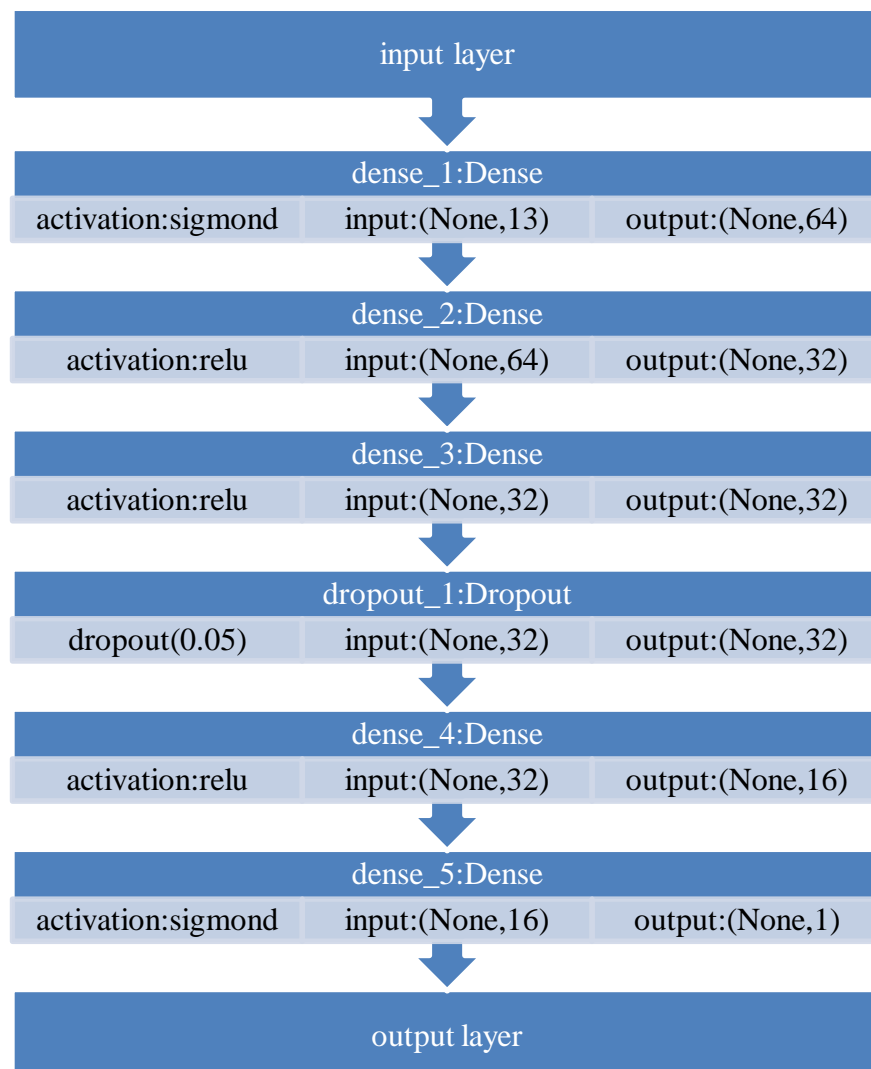 input layer
dense_1:Dense
activation:sigmond input:(None,13) output:(None,64)
dense_2:Dense
activation:relu input:(None,64) output:(None,32)
dense_3:Dense
activation:relu input:(None,32) output:(None,32)
dropout_1:Dropout
dropout(0.05) input:(None,32) output:(None,32)
dense_4:Dense
activation:relu input:(None,32) output:(None,16)
dense_5:Dense
activation:sigmond input:(None,16) output:(None,1)
output layer